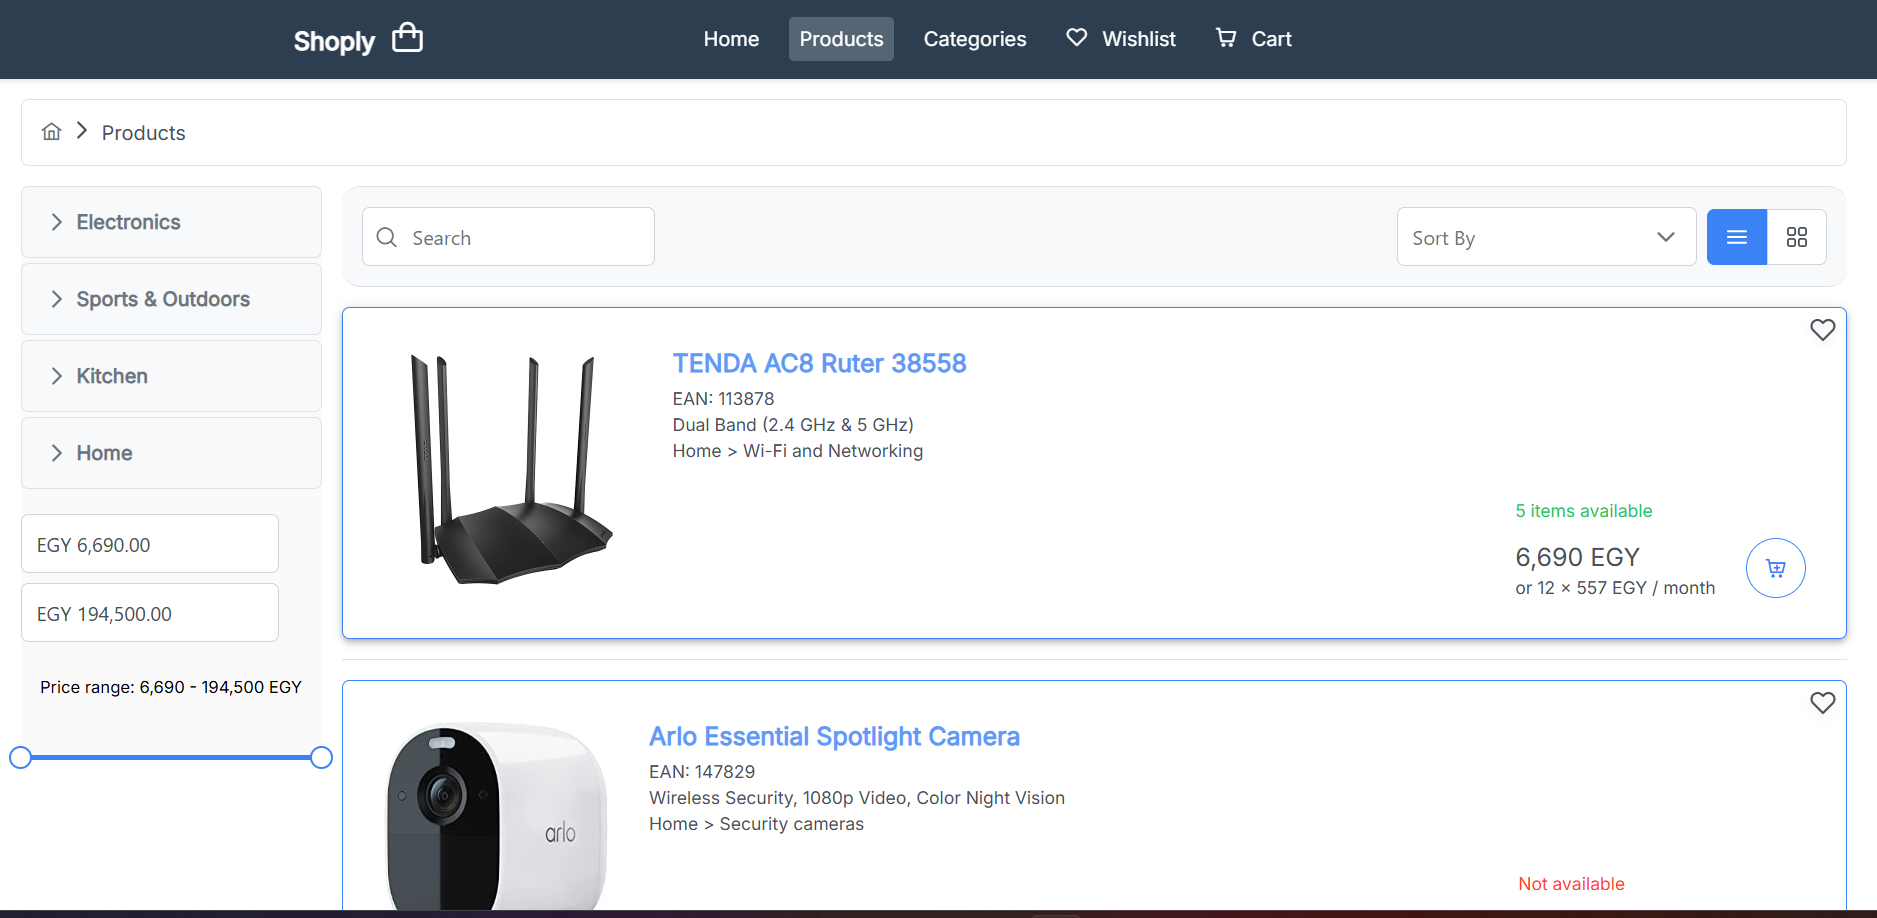 Shoply
Home
Products
Categories
Wishlist
Cart
Products
Electronics
Sports & Outdoors
Kitchen
Home
EGY 6,690.00
EGY 194,500.00
Price range: 6,690 - 194,500 EGY
Search
Sort By
TENDA AC8 Ruter 38558
EAN: 113878
Dual Band (2.4 GHz & 5 GHz)
Home > Wi-Fi and Networking
5 items available
6,690 EGY
or 12 × 557 EGY / month
Arlo Essential Spotlight Camera
EAN: 147829
Wireless Security, 1080p Video, Color Night Vision
Home > Security cameras
arlo
Not available